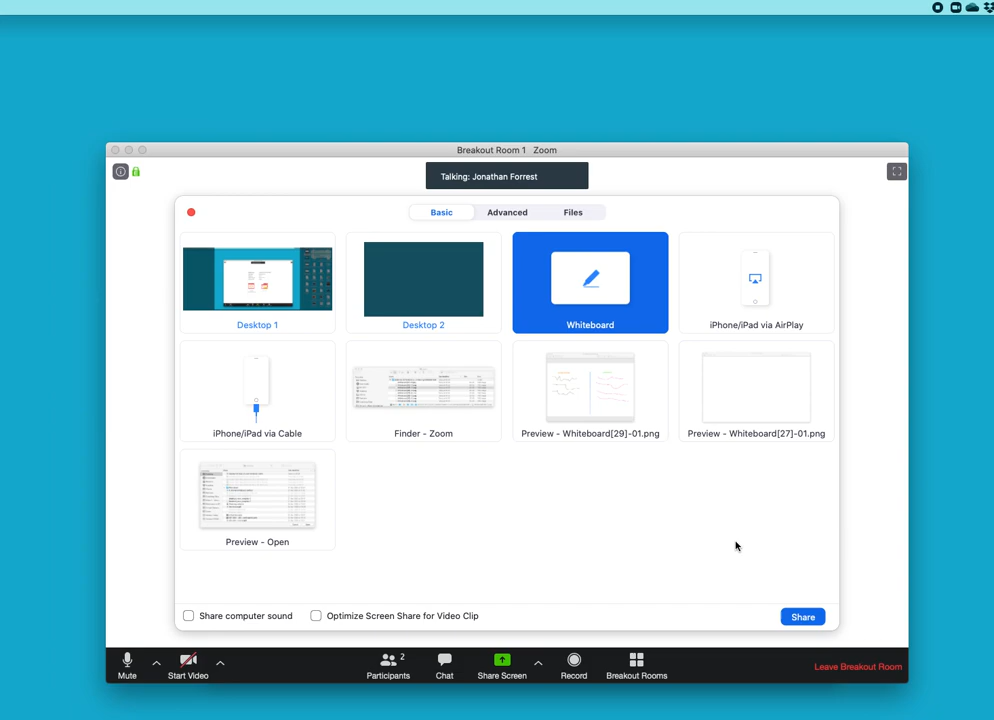 Breakout Room 1 Zoom
Talking: Jonathan Forrest
Basic Advanced Files
Desktop 1
Desktop 2
Whiteboard
iPhone/iPad via AirPlay
iPhone/iPad via Cable
Finder - Zoom
Preview - Whiteboard[29]-01.png
Preview - Whiteboard[27]-01.png
Preview - Open
Share computer sound
Optimize Screen Share for Video Clip
Share
Mute
Start Video
2
Participants
Chat
Share Screen
Record
Breakout Rooms
Leave Breakout Room